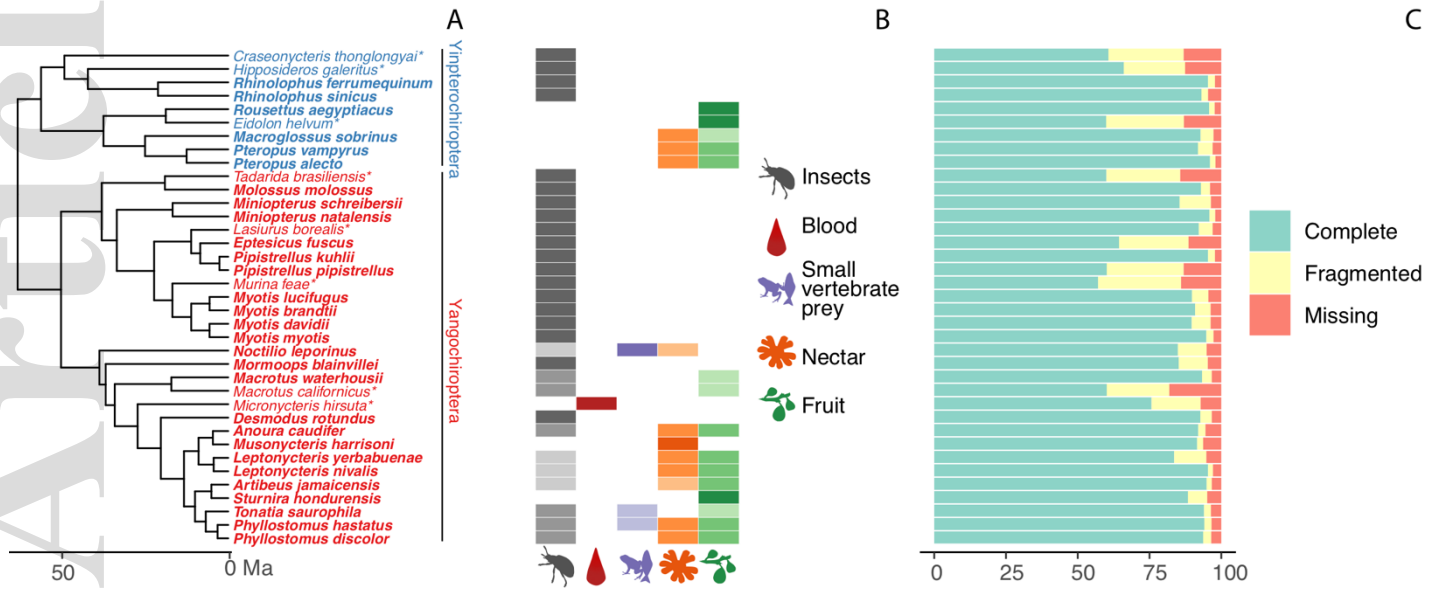 A
B
C
Craseonycteris thonglongyai*
Hipposideros galeritus*
Rhinolophus ferrumequinum
Rhinolophus sinicus
Rousettus aegyptiacus
Eidolon helvum*
Macroglossus sobrinus
Pteropus vampyrus
Pteropus alecto
Tadarida brasiliensis*
Molossus molossus
Miniopterus schreibersii
Miniopterus natalensis
Lasiurus borealis*
Eptesicus fuscus
Pipistrellus kuhlii
Pipistrellus pipistrellus
Murina feae*
Myotis lucifugus
Myotis brandtii
Myotis davidii
Myotis myotis
Noctilio leporinus
Mormoops blainvillei
Macrotus waterhousii
Macrotus californicus*
Micronycteris hirsuta*
Desmodus rotundus
Anoura caudifer
Musonycteris harrisoni
Leptonycteris yerbabuenae
Leptonycteris nivalis
Artibeus jamaicensis
Sturnira hondurensis
Tonatia saurophila
Phyllostomus hastatus
Phyllostomus discolor
50
0 Ma
Yinpterochiroptera
Yangochiroptera
Insects
Blood
Small
vertebrate
prey
Nectar
Fruit
0
25
50
75
100
Complete
Fragmented
Missing